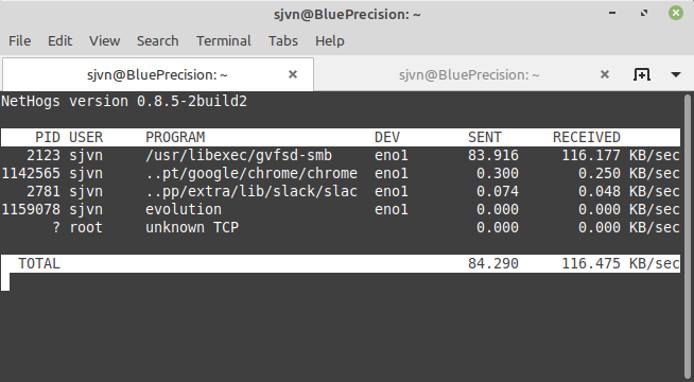 sjvn@BluePrecision: ~
File Edit View Search Terminal Tabs Help
sjvn@BluePrecision: ~ sjvn@BluePrecision: ~
NetHogs version 0.8.5-2build2
PID USER PROGRAM DEV SENT RECEIVED
2123 sjvn /usr/libexec/gvfsd-smb eno1 83.916 116.177 KB/sec
1142565 sjvn ..pt/google/chrome/chrome eno1 0.300 0.250 KB/sec
2781 sjvn ..pp/extra/lib/slack/slac eno1 0.074 0.048 KB/sec
1159078 sjvn evolution eno1 0.000 0.000 KB/sec
? root unknown TCP 0.000 0.000 KB/sec
TOTAL 84.290 116.475 KB/sec